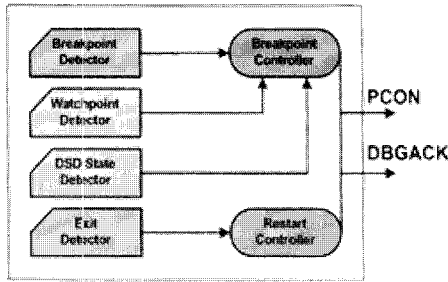 Breakpoint
Detector
Breakpoint
Controller
Watchpoint
Detector
PCON
DSD State
Detector
DBGACK
Exit
Detector
Restart
Controller